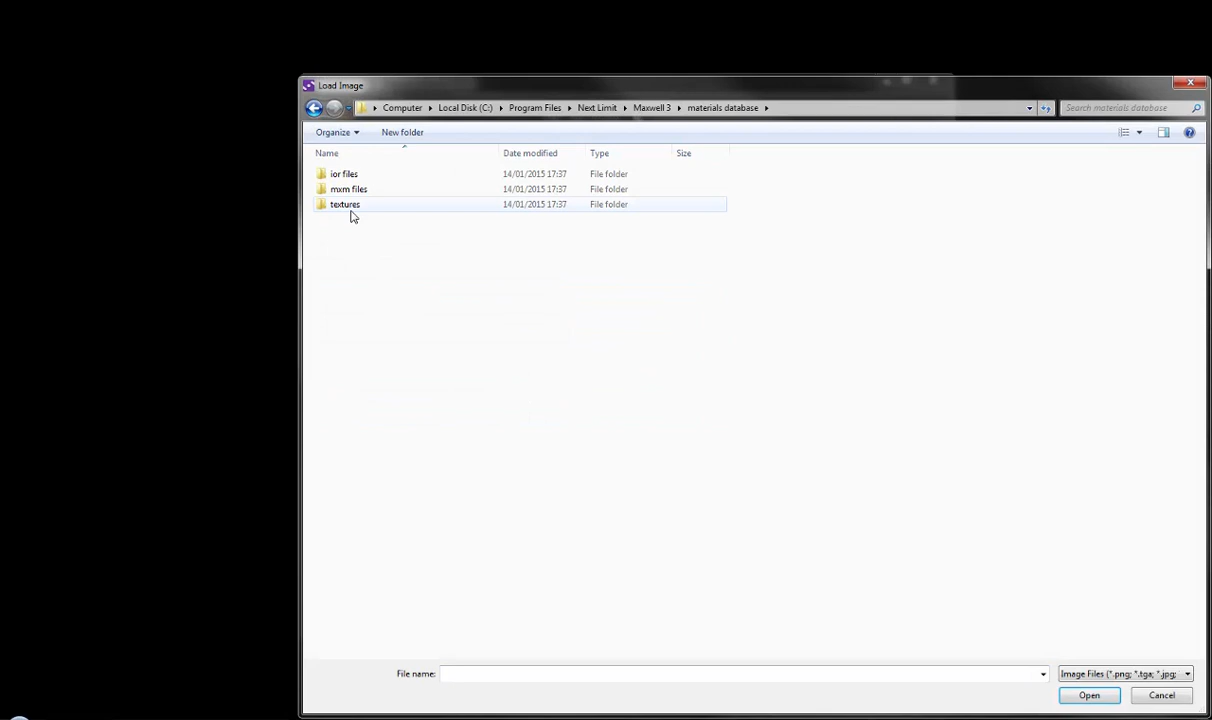 Load Image
Computer Local Disk (C:) Program Files Next Limit Maxwell 3 materials database
Search materials database
Organize New folder
Name Date modified Type Size
ior files 14/01/2015 17:37 File folder
mxm files 14/01/2015 17:37 File folder
textures 14/01/2015 17:37 File folder
File name: Image Files (*.png; *.tga; *.jpg;
Open Cancel